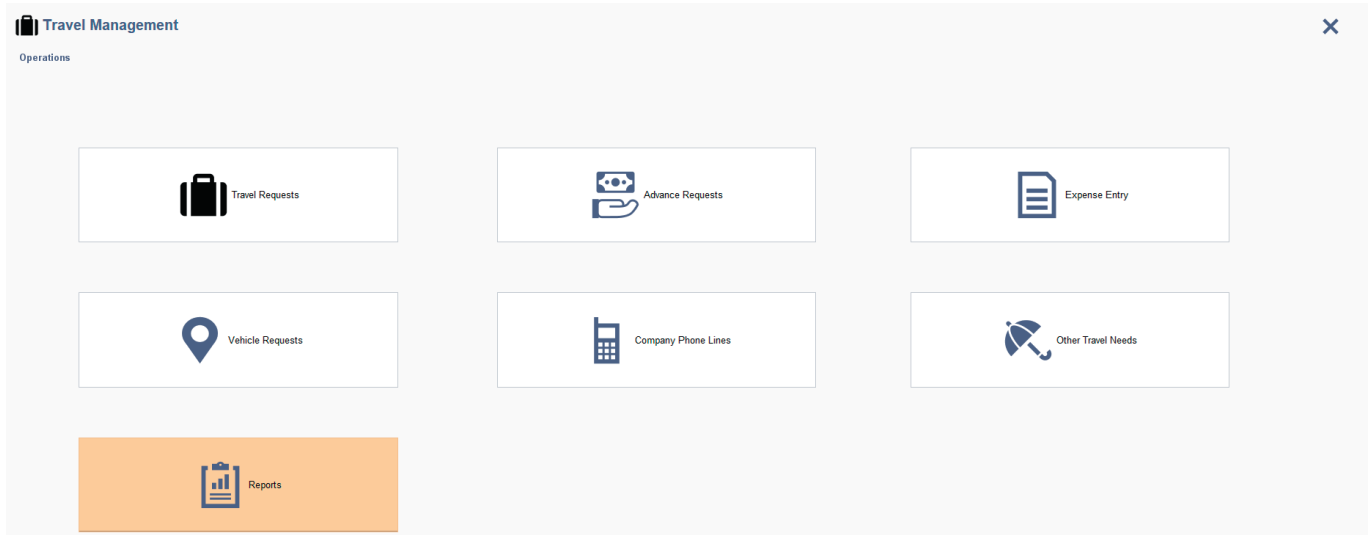 Travel Management
Operations
Travel Requests
Advance Requests
Expense Entry
Vehicle Requests
Company Phone Lines
Other Travel Needs
Reports